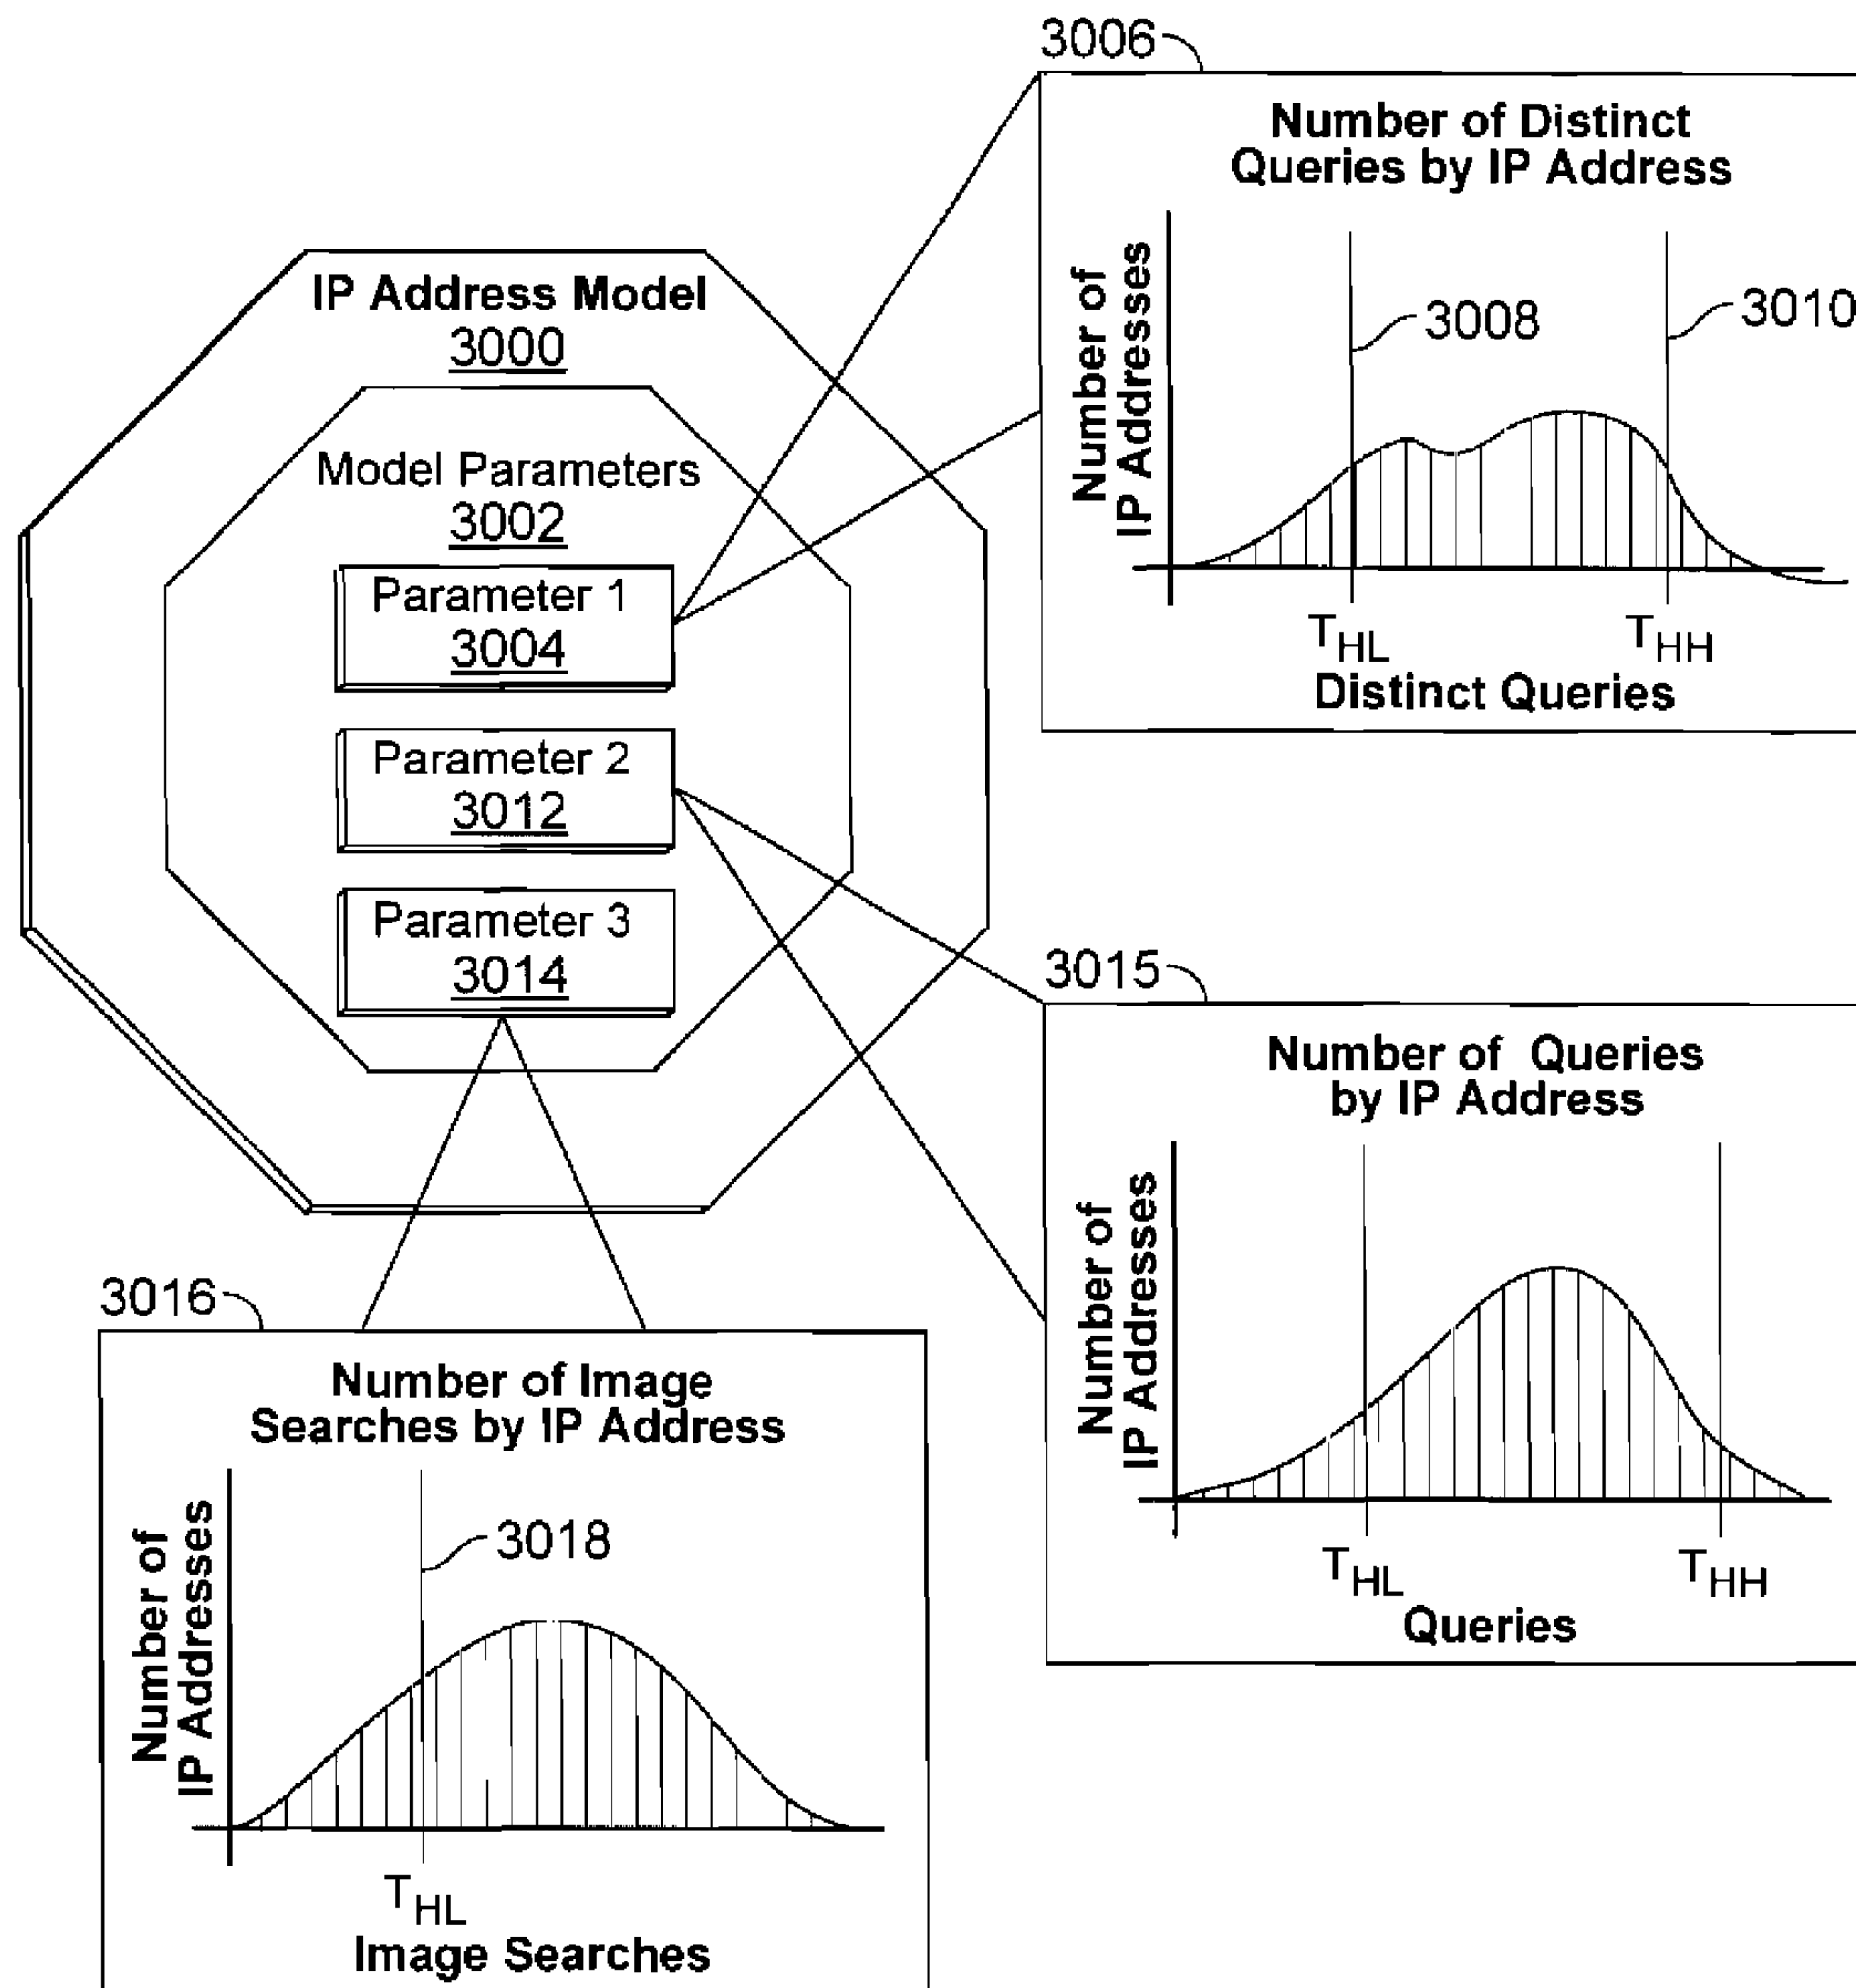 3006
Number of Distinct
Queries by IP Address
Number of
IP Addresses
3008
3010
THL
THH
Distinct Queries
IP Address Model
3000
Model Parameters
3002
Parameter 1
3004
Parameter 2
3012
Parameter 3
3014
3015
Number of Queries
by IP Address
Number of
IP Addresses
THL
THH
Queries
3016
Number of Image
Searches by IP Address
Number of
IP Addresses
3018
THL
Image Searches